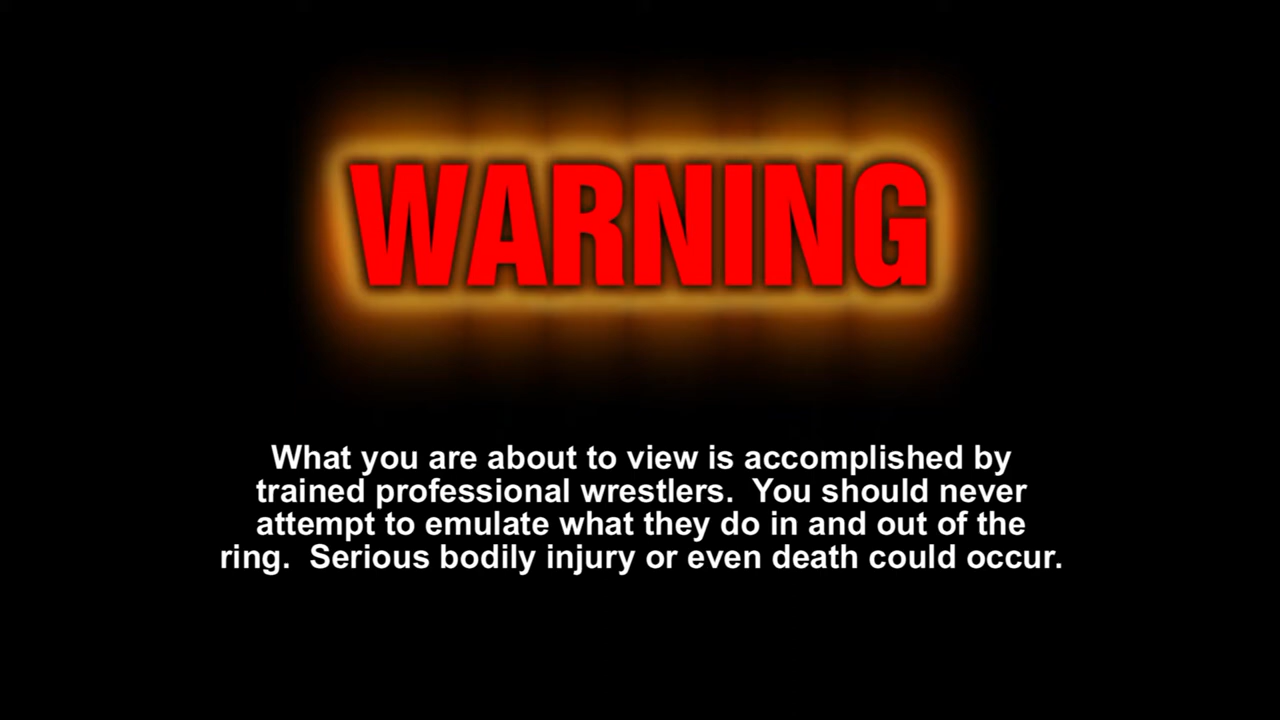 WARNING
What you are about to view is accomplished by
trained professional wrestlers.  You should never
attempt to emulate what they do in and out of the
ring.  Serious bodily injury or even death could occur.